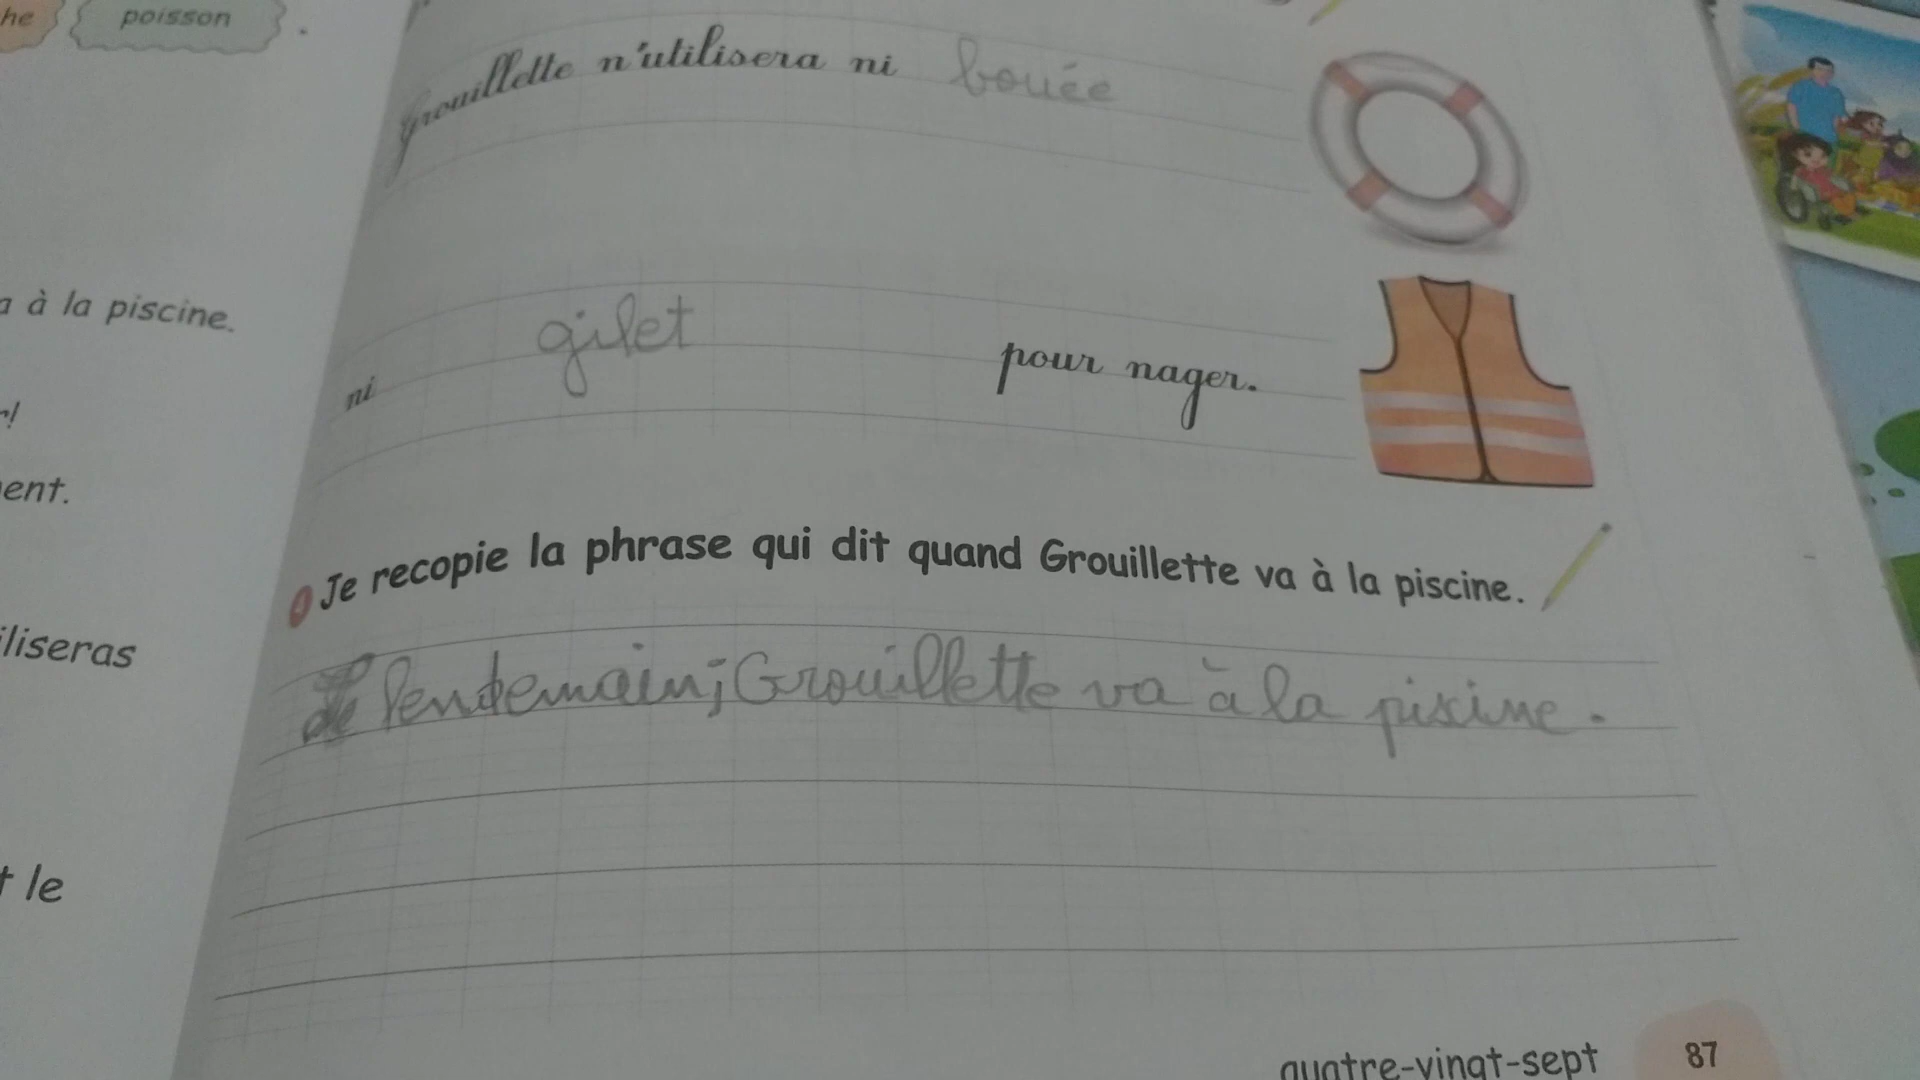 he poisson .
Grouillette n'utilisera ni bouée
à la piscine.
ni gilet pour nager.
ent.
Je recopie la phrase qui dit quand Grouillette va à la piscine.
iliseras
Le lendemain; Grouillette va à la piscine.
t le
quatre-vingt-sept 87